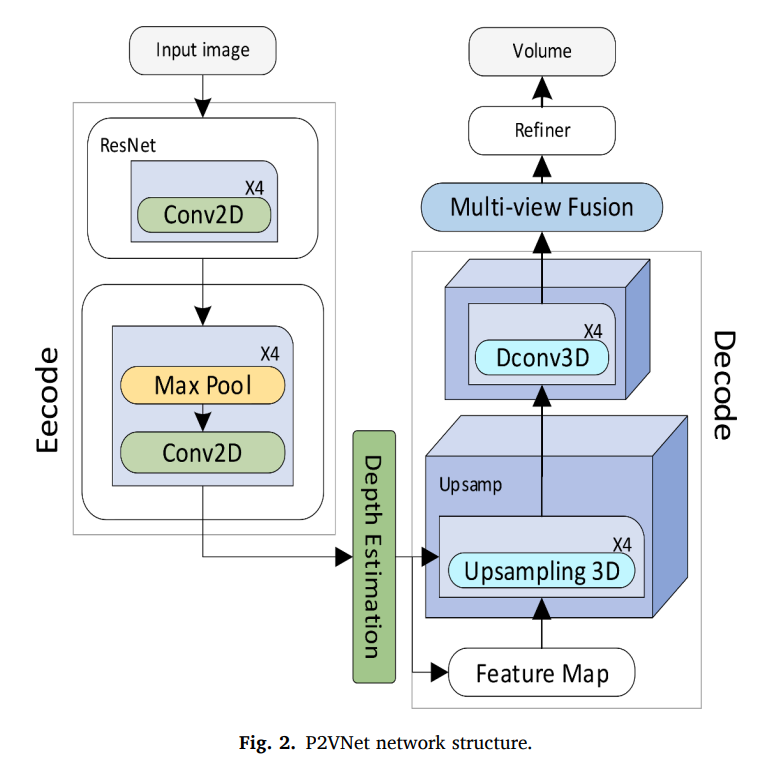 Input image
ResNet
X4
Conv2D
X4
Max Pool
Conv2D
Eecode
Depth Estimation
Volume
Refiner
Multi-view Fusion
X4
Dconv3D
Upsamp
X4
Upsampling 3D
Feature Map
Decode
Fig. 2. P2VNet network structure.